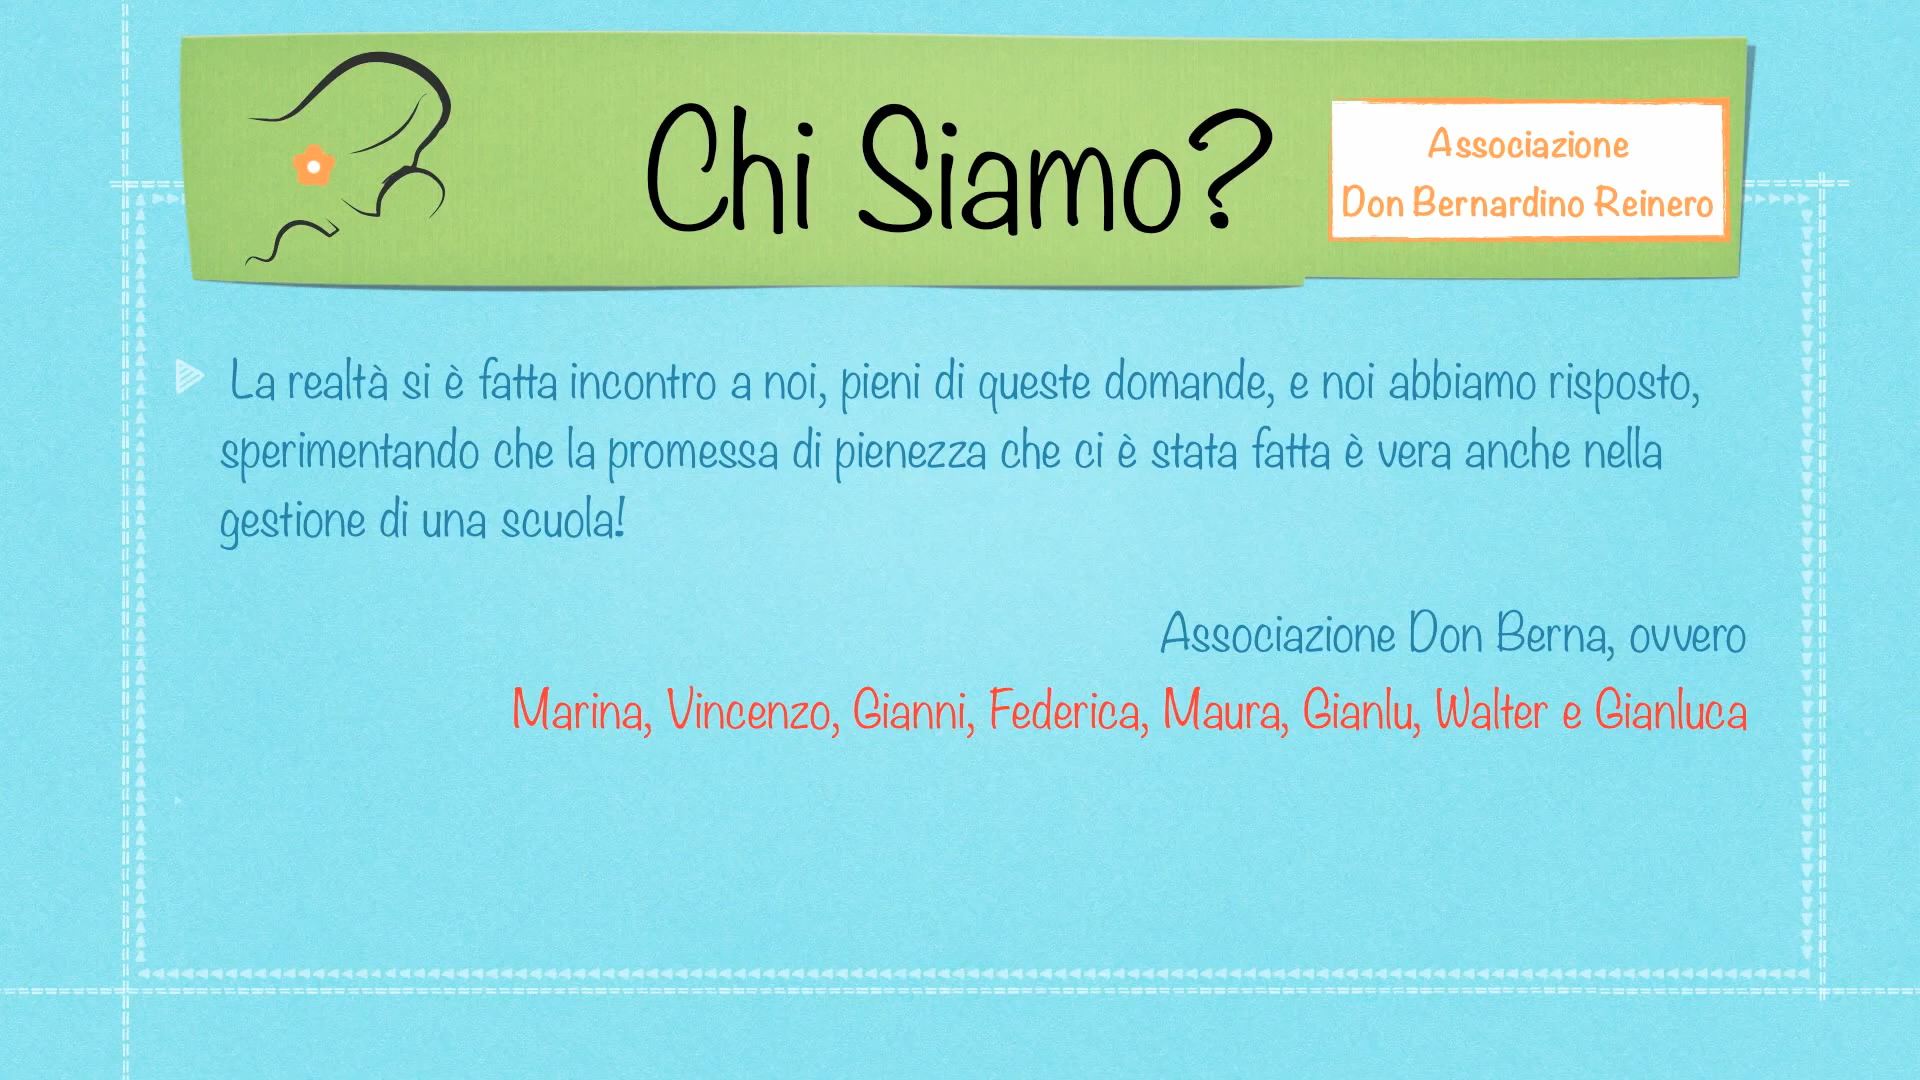 Chi Siamo?
Associazione
Don Bernardino Reinero
La realtà si è fatta incontro a noi, pieni di queste domande, e noi abbiamo risposto,
sperimentando che la promessa di pienezza che ci è stata fatta è vera anche nella
gestione di una scuola!
Associazione Don Berna, ovvero
Marina, Vincenzo, Gianni, Federica, Maura, Gianlu, Walter e Gianluca